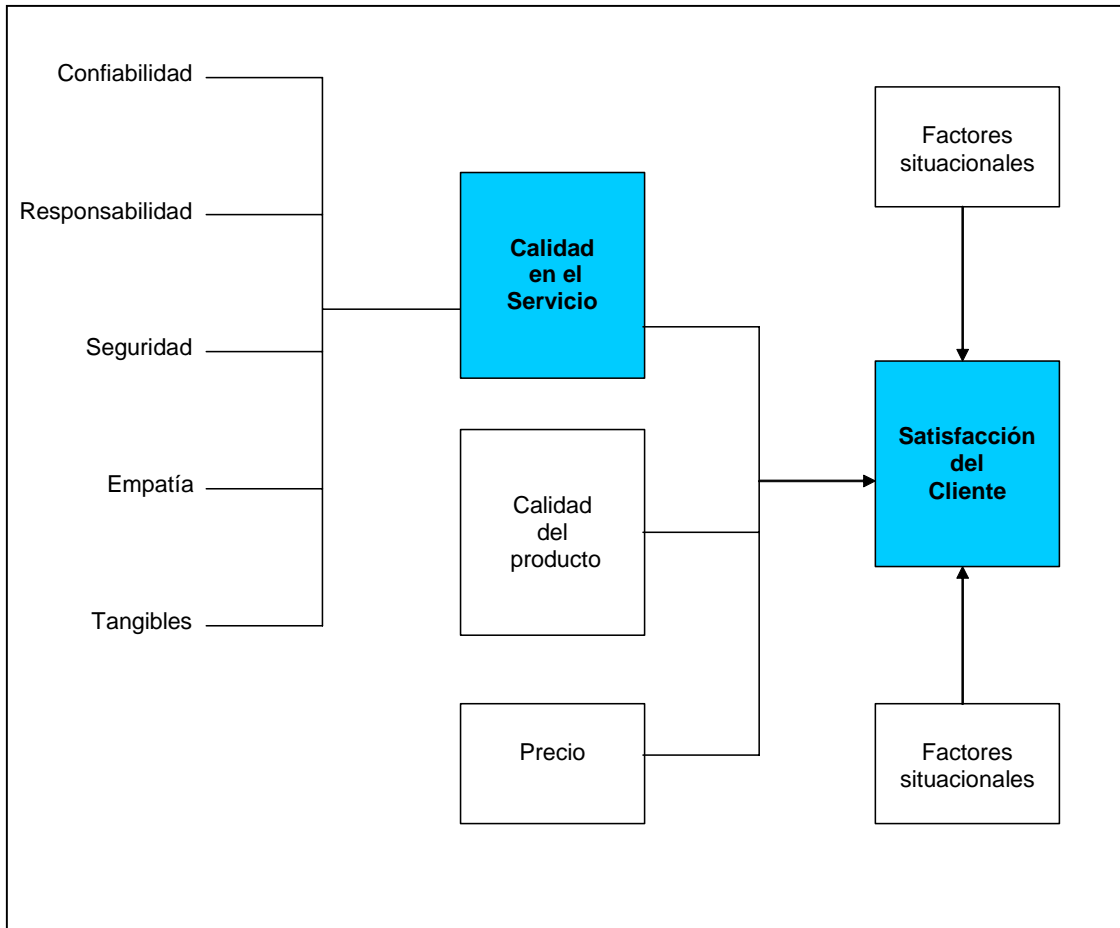 Confiabilidad
Responsabilidad
Seguridad
Empatía
Tangibles
Calidad
en el
Servicio
Calidad
del
producto
Precio
Factores
situacionales
Satisfacción
del
Cliente
Factores
situacionales